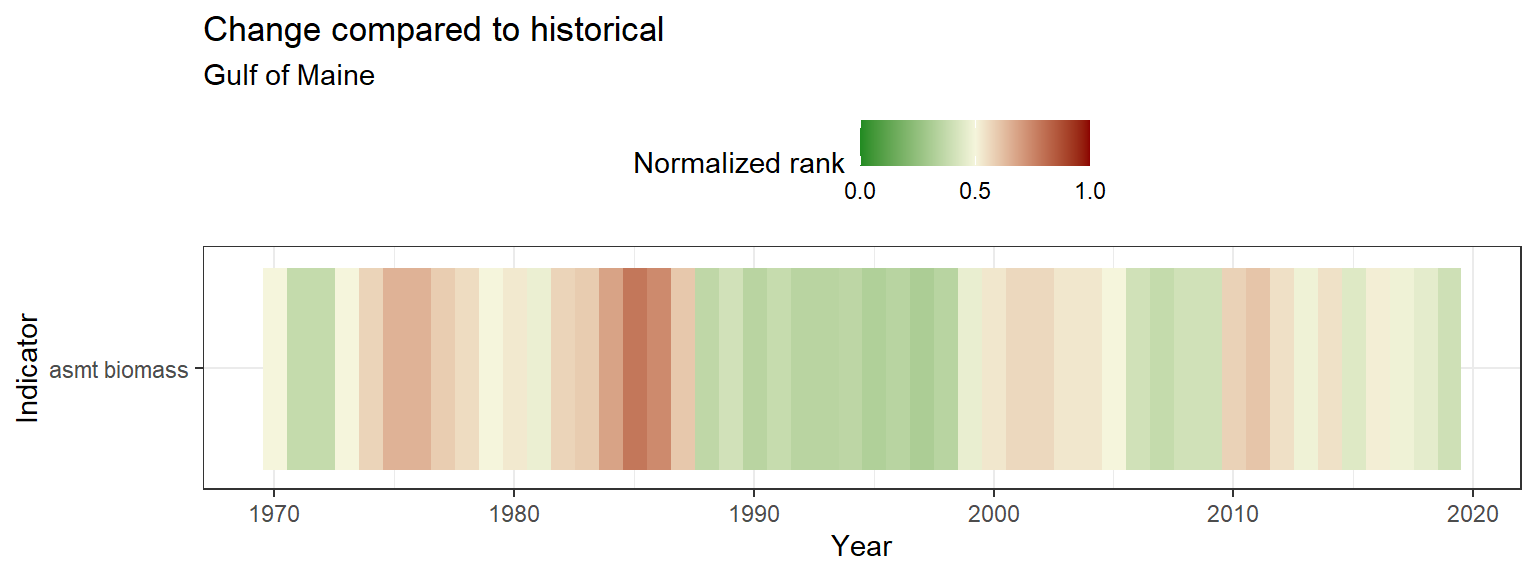 Change compared to historical
Gulf of Maine
Normalized rank
0.0 0.5 1.0
Indicator
asmt biomass
1970 1980 1990 2000 2010 2020
Year